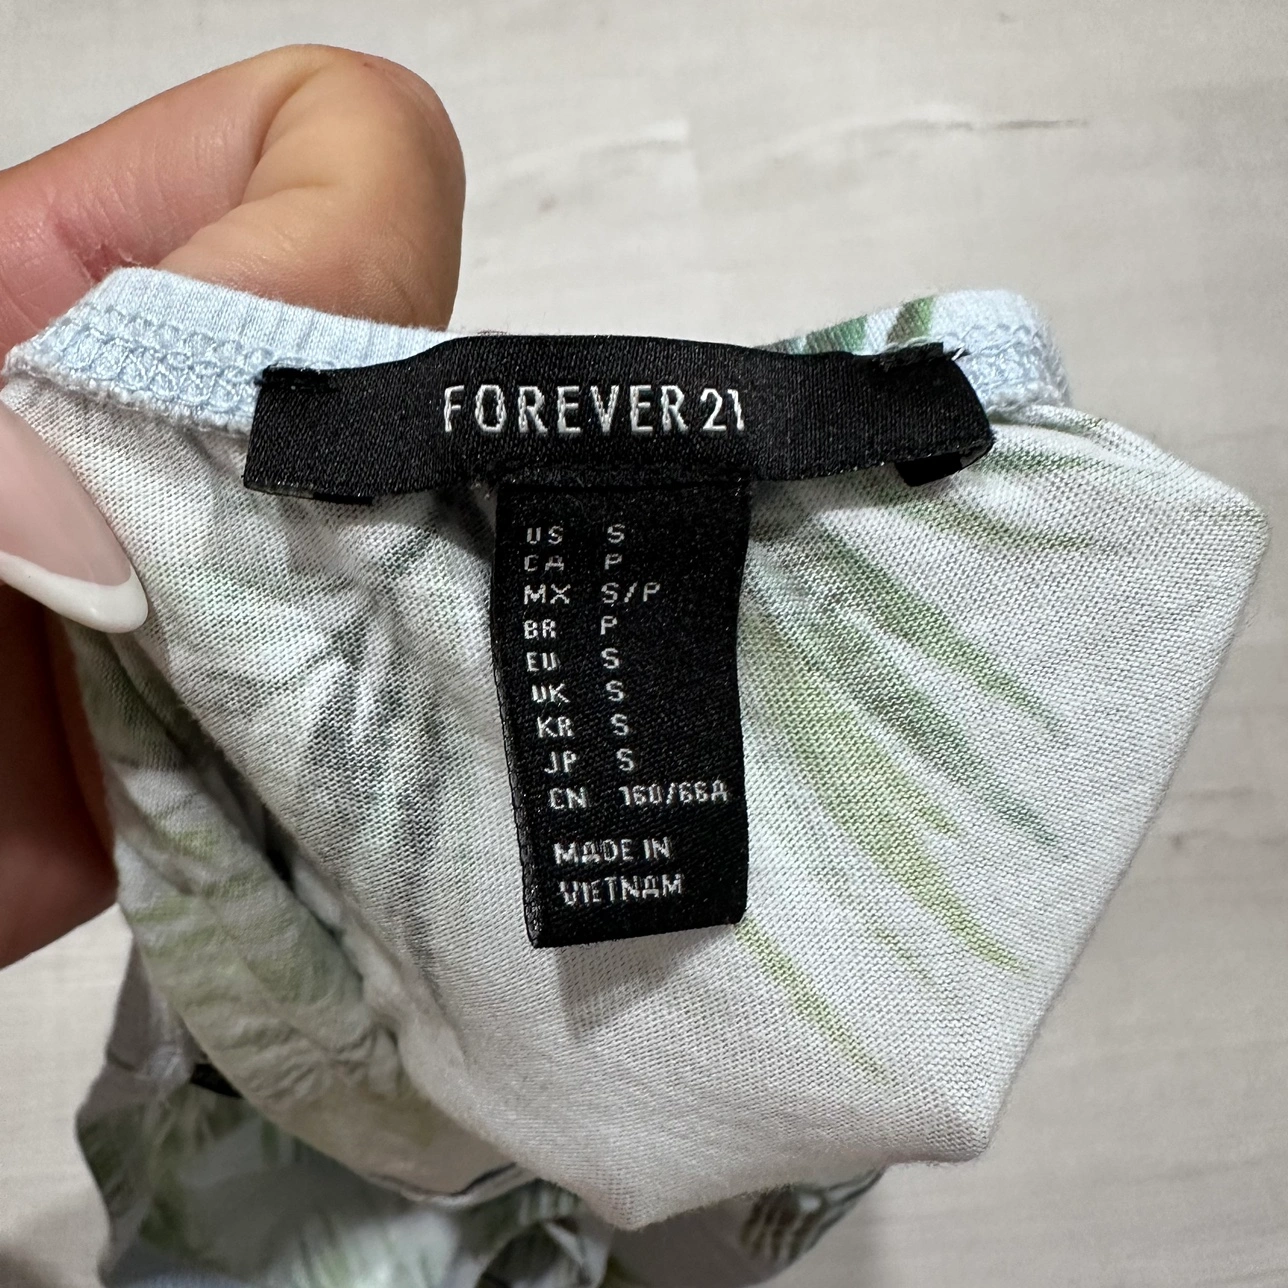 FOREVER 21
US S
CA P
MX S/P
BR P
EU S
UK S
KR S
JP S
CN 160/66A
MADE IN
VIETNAM